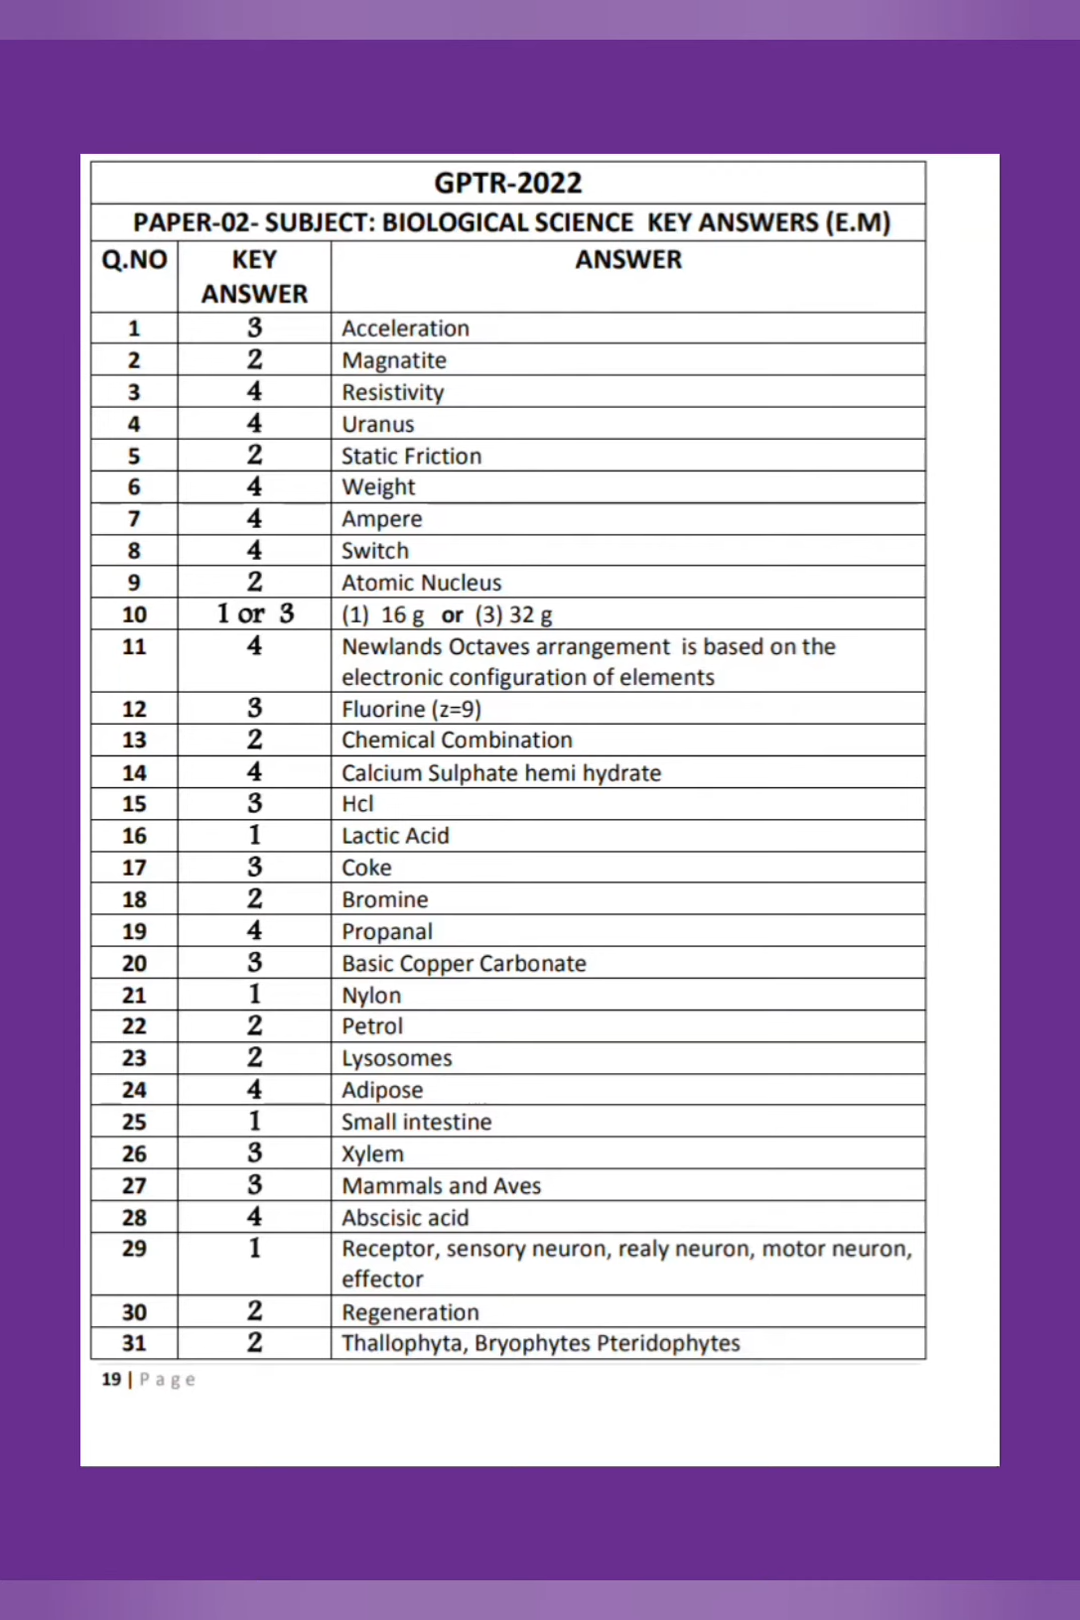 GPTR-2022
PAPER-02- SUBJECT: BIOLOGICAL SCIENCE KEY ANSWERS (E.M)
Q.NO KEY ANSWER ANSWER
1 3 Acceleration
2 2 Magnatite
3 4 Resistivity
4 4 Uranus
5 2 Static Friction
6 4 Weight
7 4 Ampere
8 4 Switch
9 2 Atomic Nucleus
10 1 or 3 (1) 16 g or (3) 32 g
11 4 Newlands Octaves arrangement is based on the
electronic configuration of elements
12 3 Fluorine (z=9)
13 2 Chemical Combination
14 4 Calcium Sulphate hemi hydrate
15 3 Hcl
16 1 Lactic Acid
17 3 Coke
18 2 Bromine
19 4 Propanal
20 3 Basic Copper Carbonate
21 1 Nylon
22 2 Petrol
23 2 Lysosomes
24 4 Adipose
25 1 Small intestine
26 3 Xylem
27 3 Mammals and Aves
28 4 Abscisic acid
29 1 Receptor, sensory neuron, realy neuron, motor neuron,
effector
30 2 Regeneration
31 2 Thallophyta, Bryophytes Pteridophytes
19 | Page